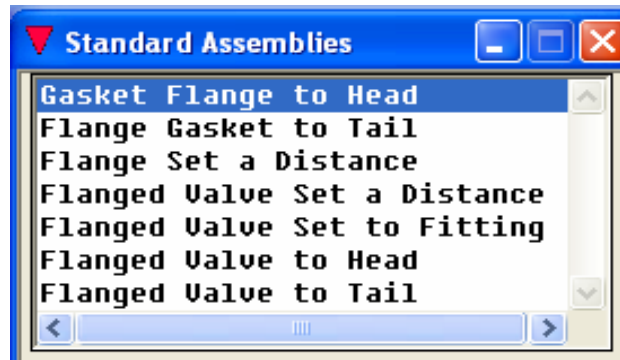 Standard Assemblies
Gasket Flange to Head
Flange Gasket to Tail
Flange Set a Distance
Flanged Valve Set a Distance
Flanged Valve Set to Fitting
Flanged Valve to Head
Flanged Valve to Tail